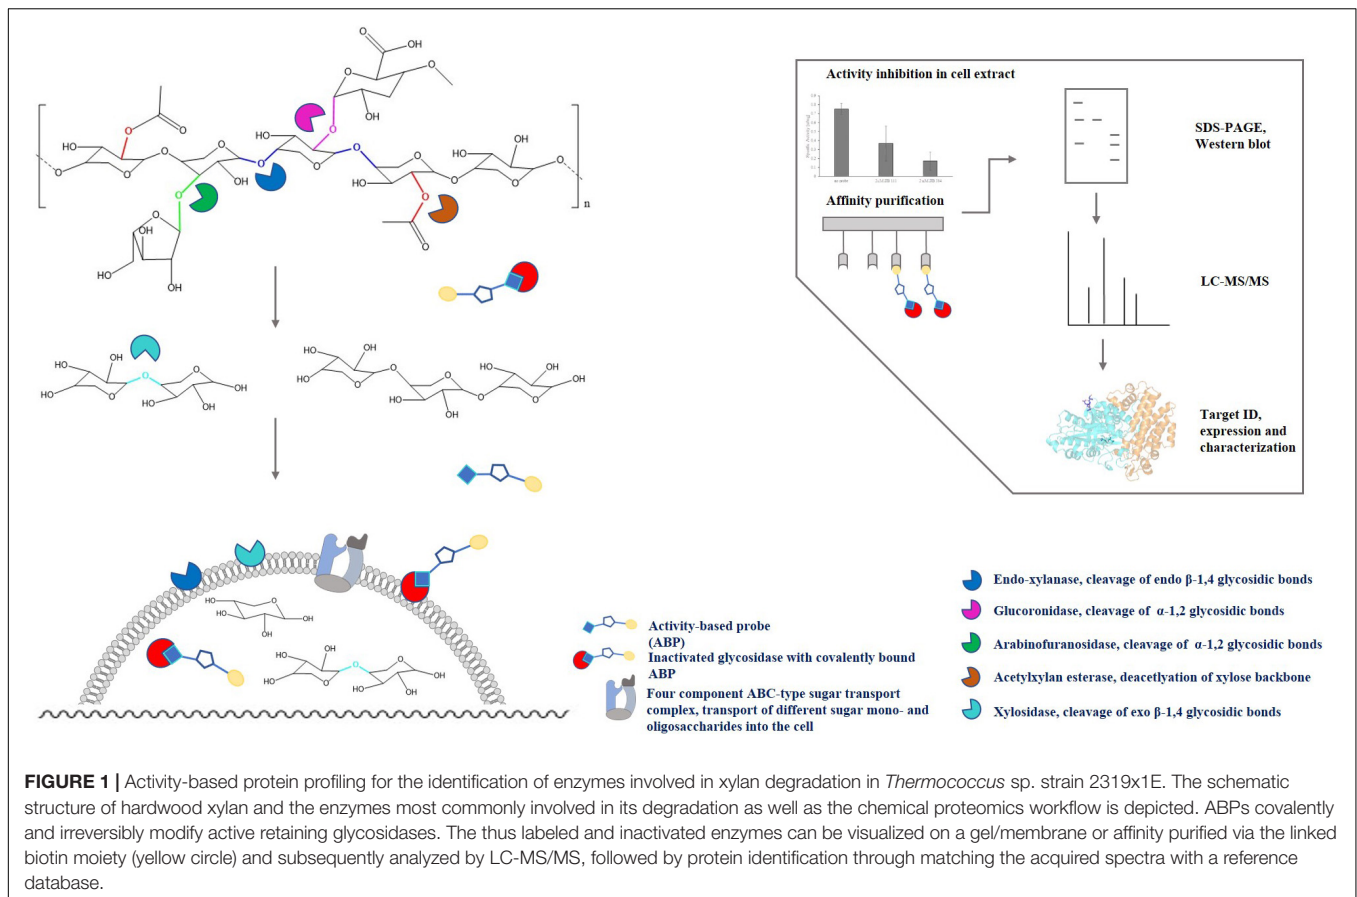 OH
O
O
OH
n
Activity inhibition in cell extract
Affinity purification
SDS-PAGE,
Western blot
LC-MS/MS
Target ID,
expression and
characterization
HO
OH
Activity-based probe
(ABP)
Inactivated glycosidase with covalently bound
ABP
Four component ABC-type sugar transport
complex, transport of different sugar mono- and
oligosaccharides into the cell
Endo-xylanase, cleavage of endo β-1,4 glycosidic bonds
Glucoronidase, cleavage of α-1,2 glycosidic bonds
Arabinofuranosidase, cleavage of α-1,2 glycosidic bonds
Acetylxylan esterase, deacetlyation of xylose backbone
Xylosidase, cleavage of exo β-1,4 glycosidic bonds
FIGURE 1 | Activity-based protein profiling for the identification of enzymes involved in xylan degradation in Thermococcus sp. strain 2319x1E. The schematic
structure of hardwood xylan and the enzymes most commonly involved in its degradation as well as the chemical proteomics workflow is depicted. ABPs covalently
and irreversibly modify active retaining glycosidases. The thus labeled and inactivated enzymes can be visualized on a gel/membrane or affinity purified via the linked
biotin moiety (yellow circle) and subsequently analyzed by LC-MS/MS, followed by protein identification through matching the acquired spectra with a reference
database.